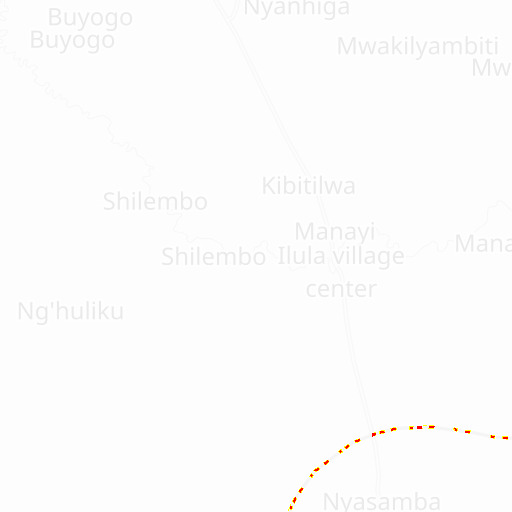 Nyanhiga
Buyogo
Buyogo
Mwakilyambiti
Mw
Kibitilwa
Shilembo
Manayi
Mana
Shilembo
Ilula village
center
Ng'huliku
Nyasamba